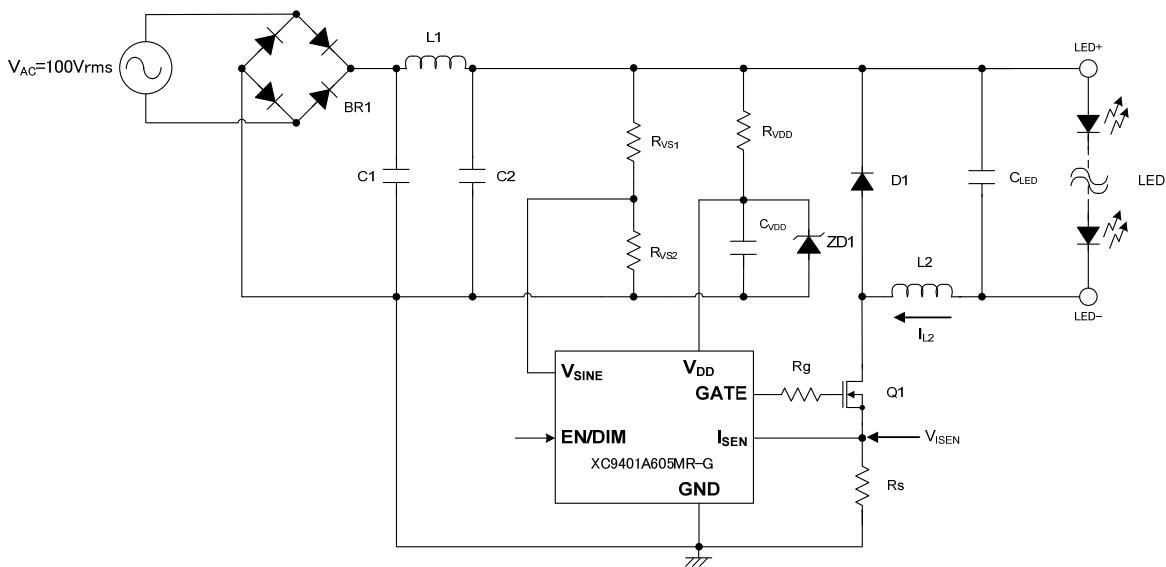 V_AC=100Vrms
BR1
L1
C1
C2
R_VS1
R_VS2
R_VDD
C_VDD
ZD1
D1
C_LED
LED+
LED
LED−
L2
I_L2
V_SINE
V_DD
GATE
EN/DIM
I_SEN
XC9401A605MR-G
GND
Rg
Q1
V_ISEN
Rs